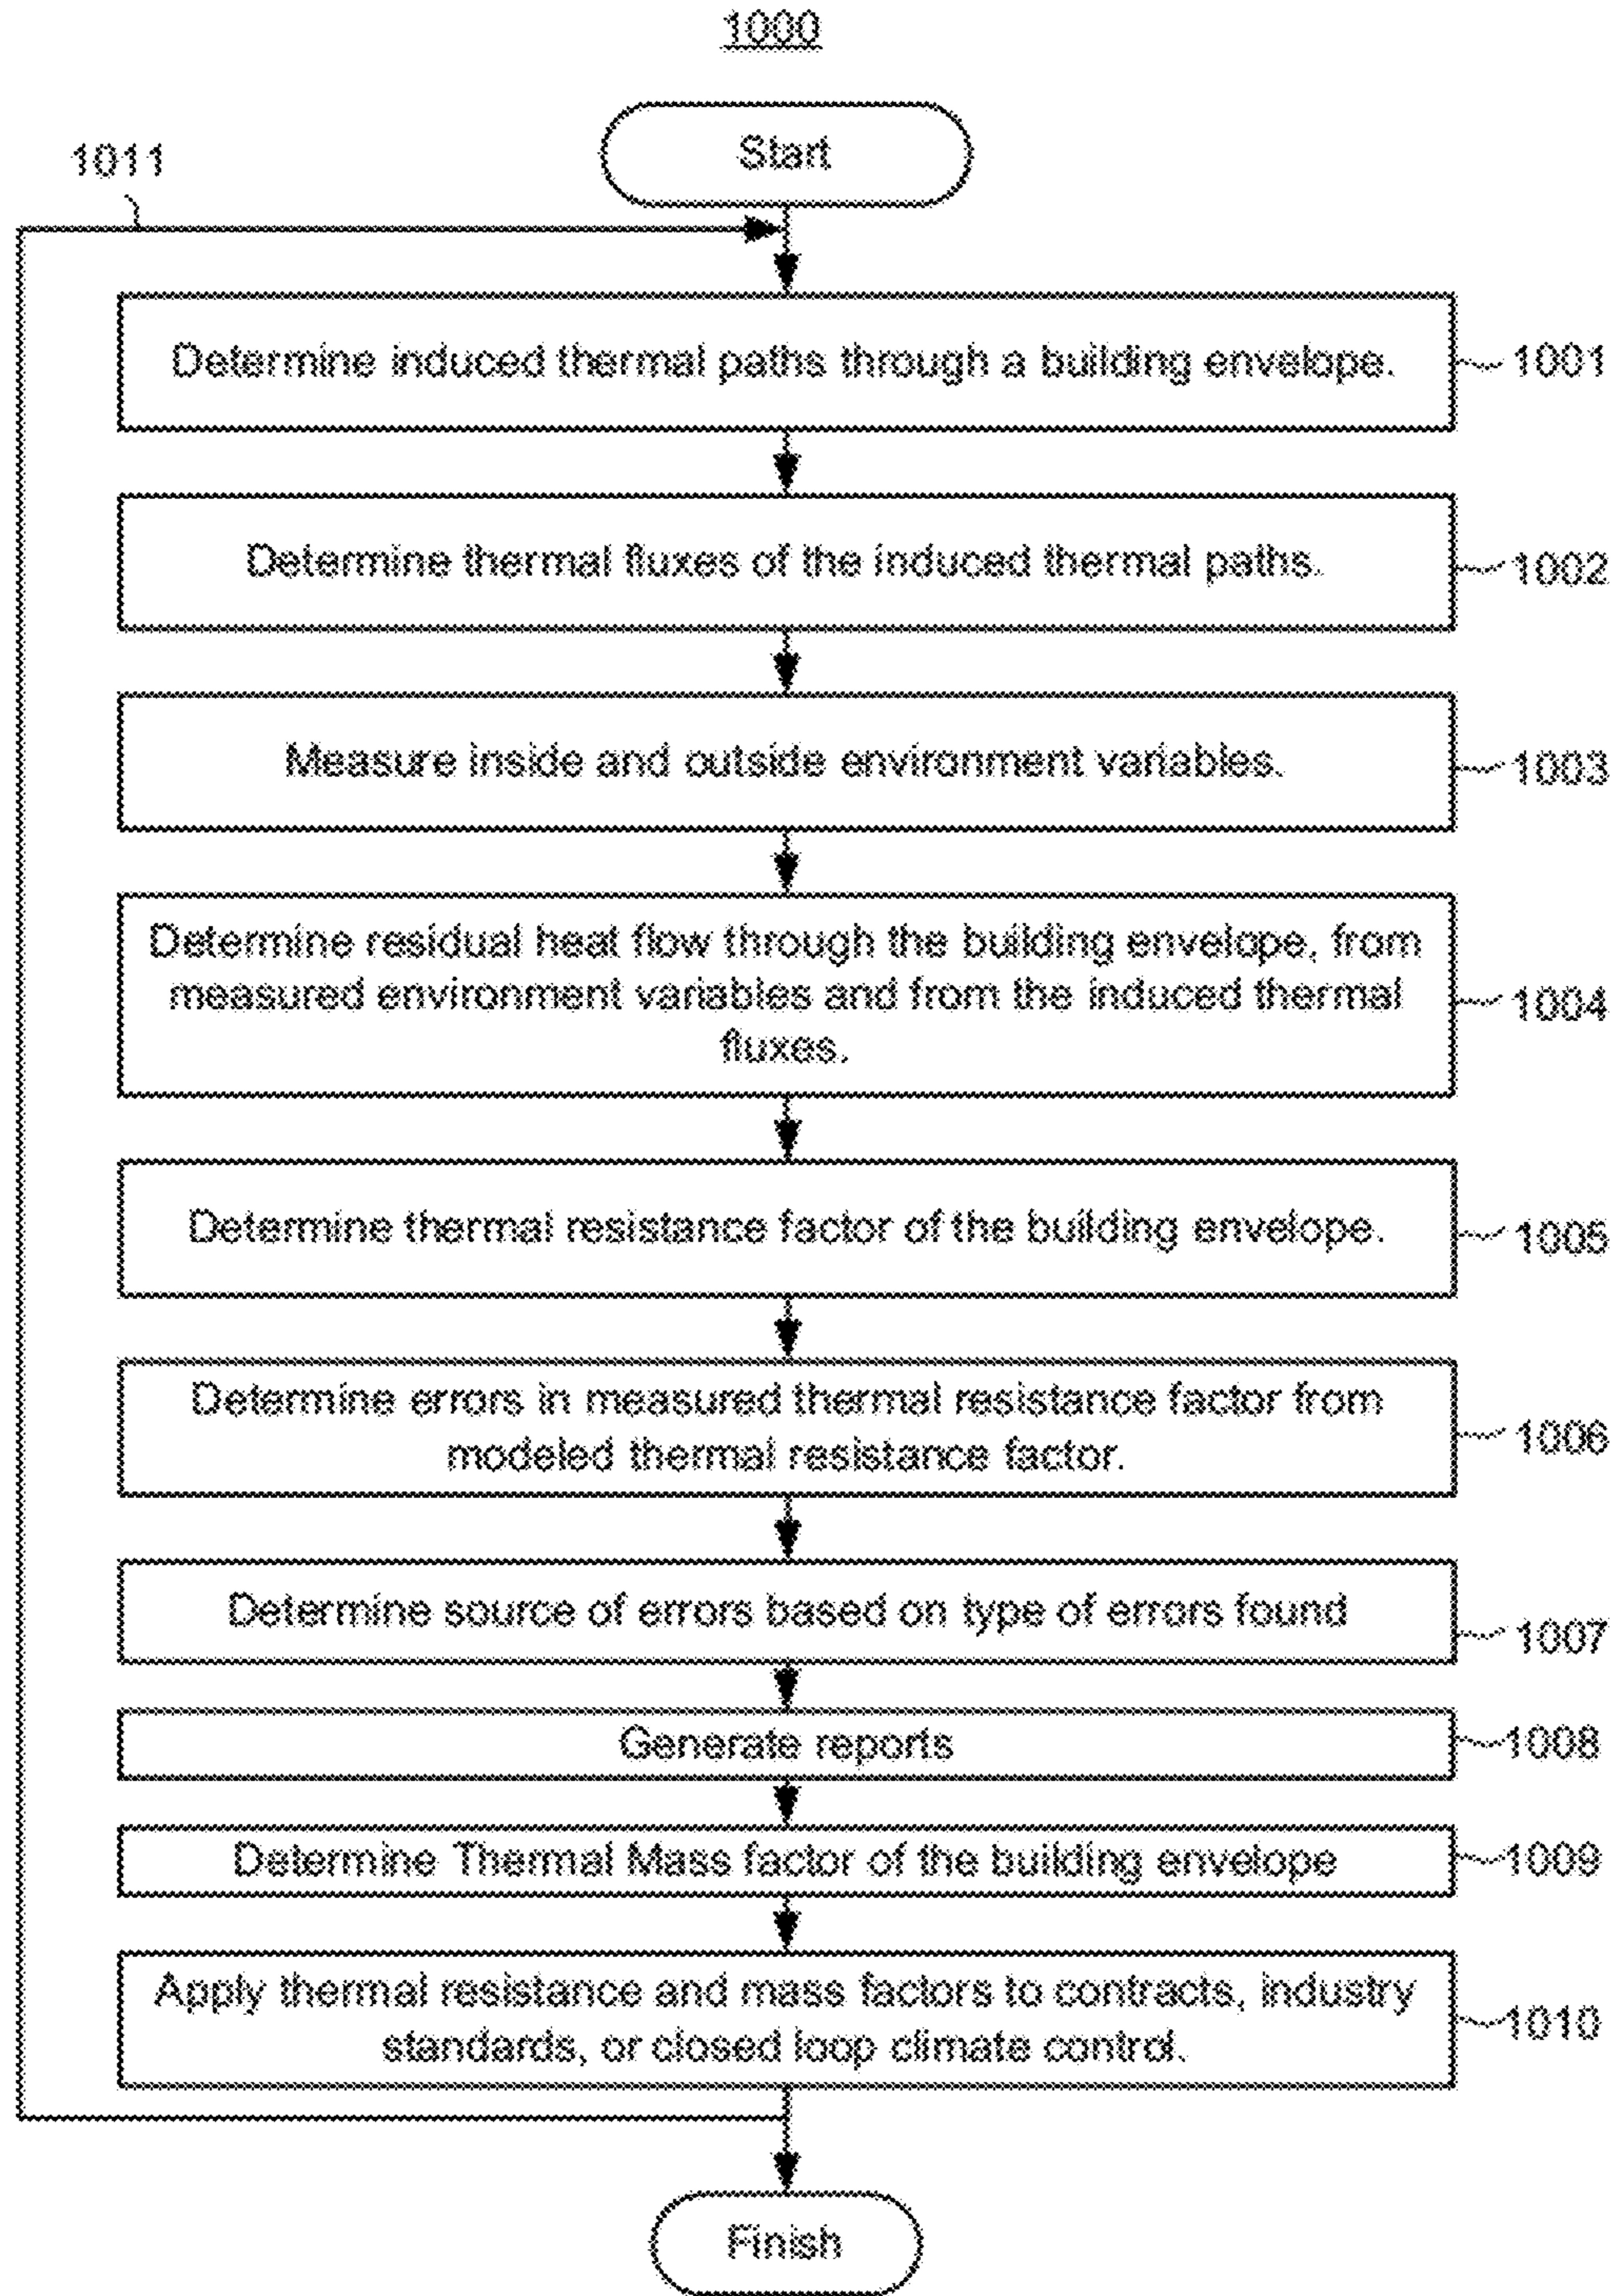 1000
Start
1011
Determine induced thermal paths through a building envelope.
1001
Determine thermal fluxes of the induced thermal paths.
1002
Measure inside and outside environment variables.
1003
Determine residual heat flow through the building envelope, from
measured environment variables and from the induced thermal
fluxes.
1004
Determine thermal resistance factor of the building envelope.
1005
Determine errors in measured thermal resistance factor from
modeled thermal resistance factor.
1006
Determine source of errors based on type of errors found
1007
Generate reports
1008
Determine Thermal Mass factor of the building envelope
1009
Apply thermal resistance and mass factors to contracts, industry
standards, or closed loop climate control.
1010
Finish